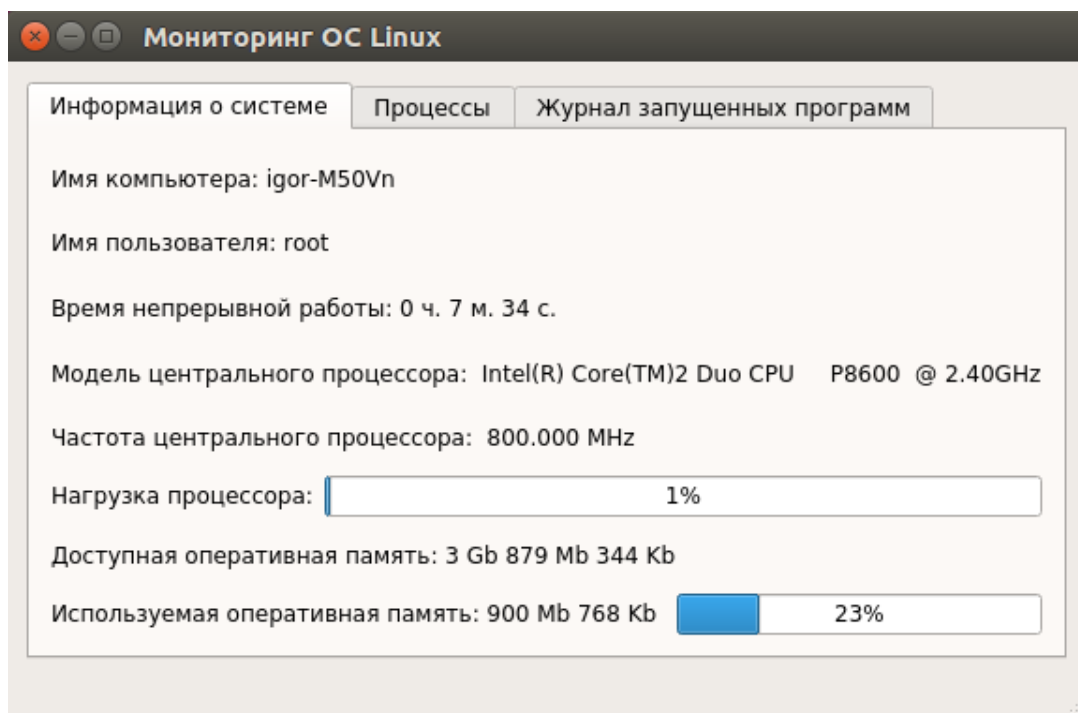 Мониторинг ОС Linux
Информация о системе Процессы Журнал запущенных программ
Имя компьютера: igor-M50Vn
Имя пользователя: root
Время непрерывной работы: 0 ч. 7 м. 34 с.
Модель центрального процессора: Intel(R) Core(TM)2 Duo CPU P8600 @ 2.40GHz
Частота центрального процессора: 800.000 MHz
Нагрузка процессора: 1%
Доступная оперативная память: 3 Gb 879 Mb 344 Kb
Используемая оперативная память: 900 Mb 768 Kb 23%